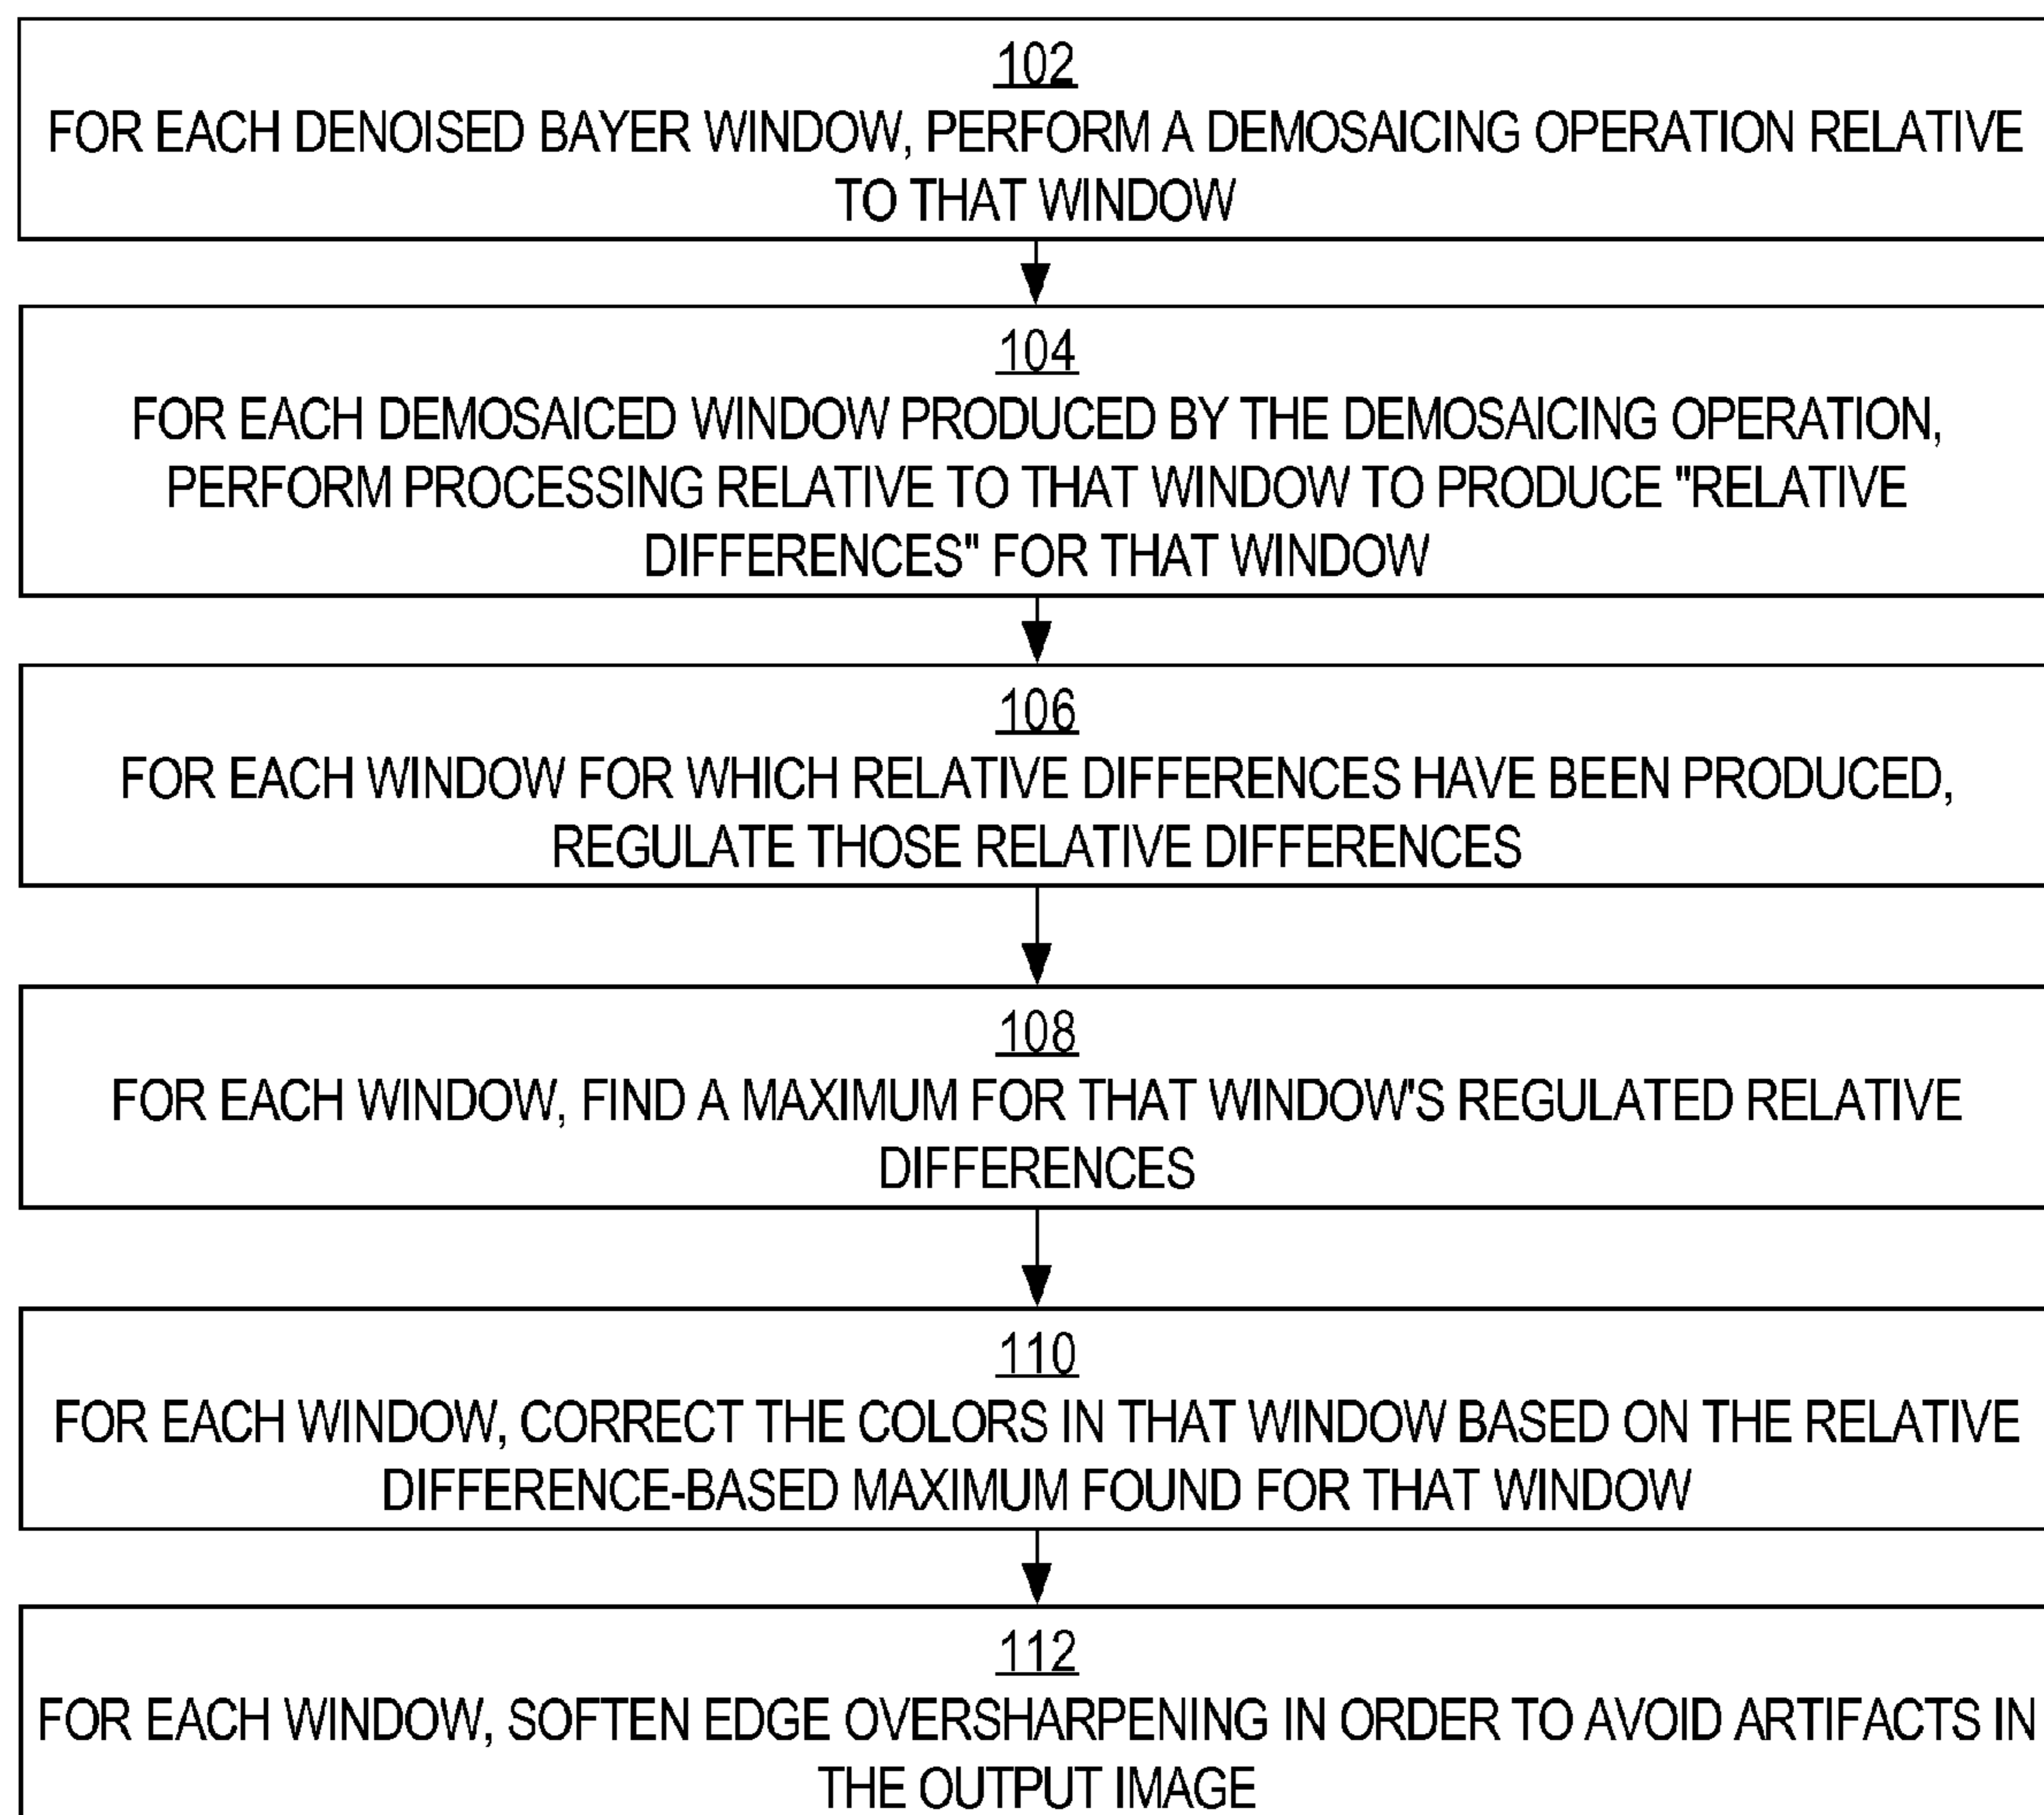 102
FOR EACH DENOISED BAYER WINDOW, PERFORM A DEMOSAICING OPERATION RELATIVE
TO THAT WINDOW
104
FOR EACH DEMOSAICED WINDOW PRODUCED BY THE DEMOSAICING OPERATION,
PERFORM PROCESSING RELATIVE TO THAT WINDOW TO PRODUCE "RELATIVE
DIFFERENCES" FOR THAT WINDOW
106
FOR EACH WINDOW FOR WHICH RELATIVE DIFFERENCES HAVE BEEN PRODUCED,
REGULATE THOSE RELATIVE DIFFERENCES
108
FOR EACH WINDOW, FIND A MAXIMUM FOR THAT WINDOW'S REGULATED RELATIVE
DIFFERENCES
110
FOR EACH WINDOW, CORRECT THE COLORS IN THAT WINDOW BASED ON THE RELATIVE
DIFFERENCE-BASED MAXIMUM FOUND FOR THAT WINDOW
112
FOR EACH WINDOW, SOFTEN EDGE OVERSHARPENING IN ORDER TO AVOID ARTIFACTS IN
THE OUTPUT IMAGE